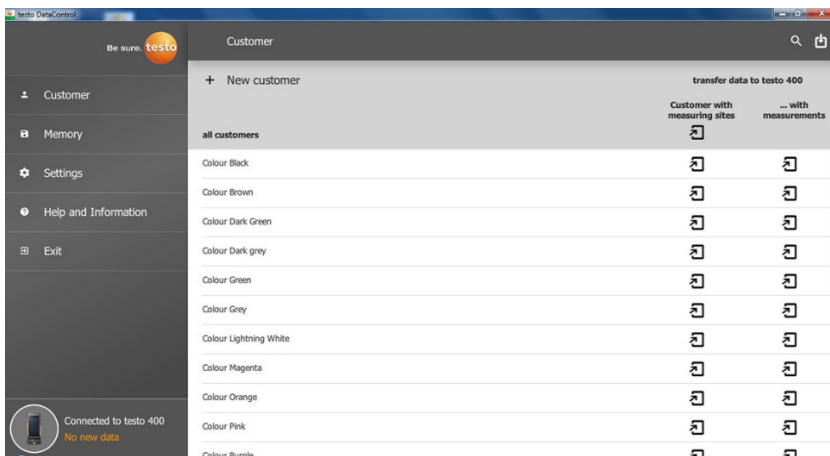 testo DataControl
Be sure. testo
Customer
Memory
Settings
Help and Information
Exit
Connected to testo 400
No new data
Customer
+ New customer
transfer data to testo 400
Customer with
measuring sites
... with
measurements
all customers
Colour Black
Colour Brown
Colour Dark Green
Colour Dark grey
Colour Green
Colour Grey
Colour Lightning White
Colour Magenta
Colour Orange
Colour Pink
Colour Purple